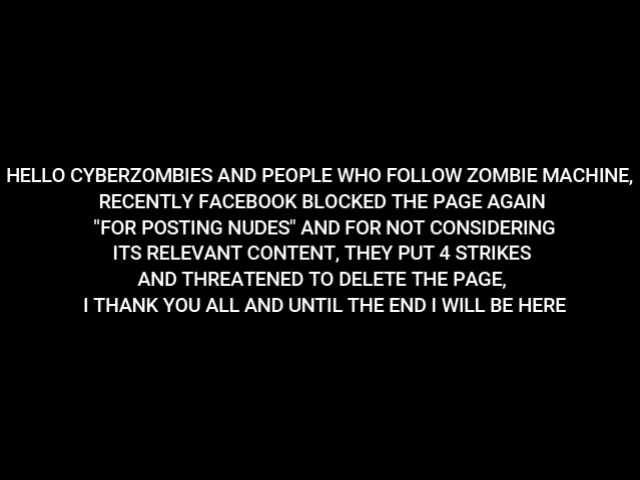 HELLO CYBERZOMBIES AND PEOPLE WHO FOLLOW ZOMBIE MACHINE,
RECENTLY FACEBOOK BLOCKED THE PAGE AGAIN
"FOR POSTING NUDES" AND FOR NOT CONSIDERING
ITS RELEVANT CONTENT, THEY PUT 4 STRIKES
AND THREATENED TO DELETE THE PAGE,
I THANK YOU ALL AND UNTIL THE END I WILL BE HERE